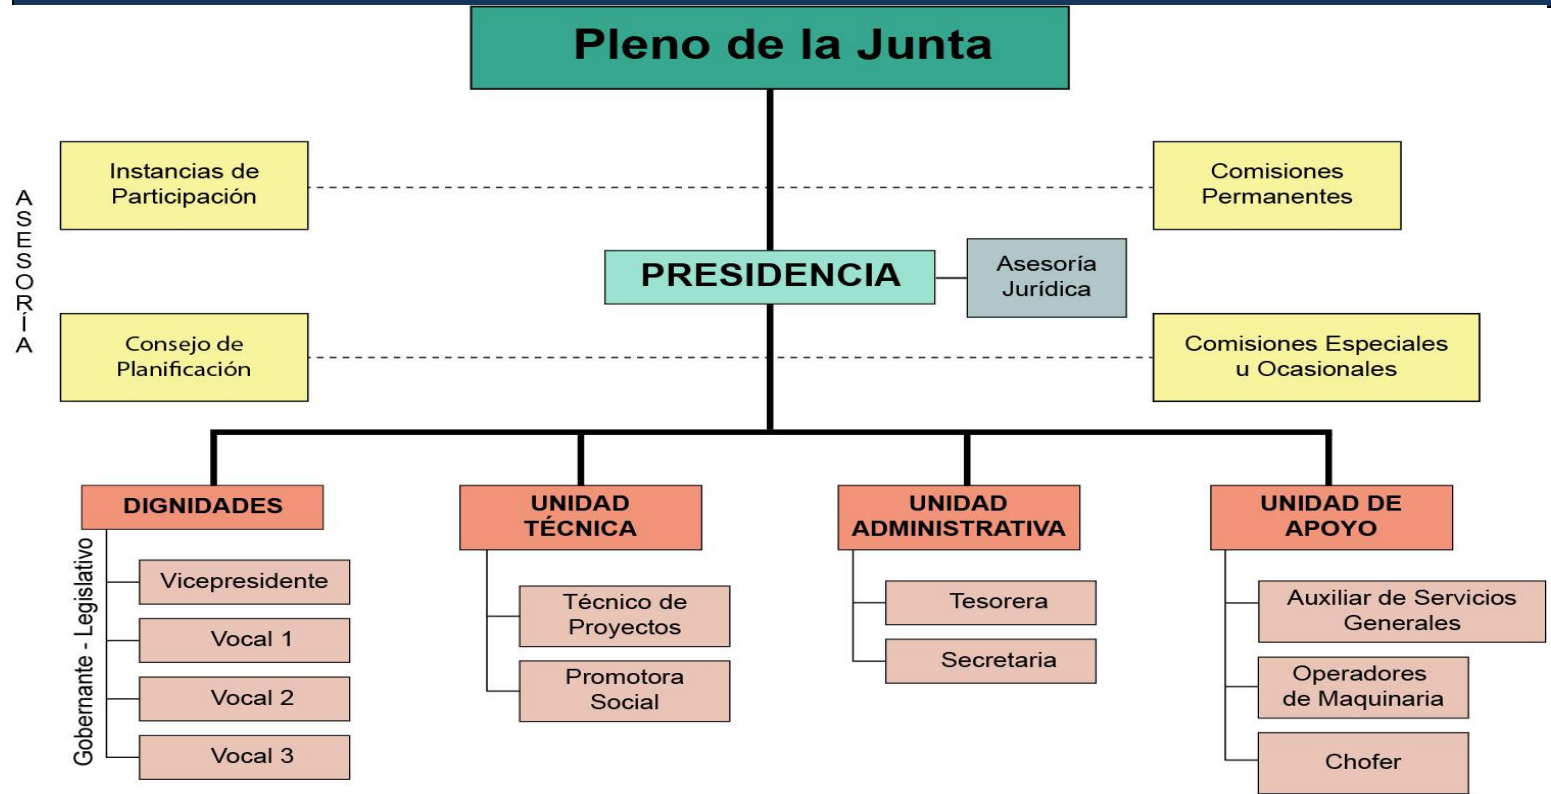 Pleno de la Junta
ASESORÍA
Instancias de
Participación
Comisiones
Permanentes
PRESIDENCIA
Asesoría
Jurídica
Consejo de
Planificación
Comisiones Especiales
u Ocasionales
DIGNIDADES
Gobernante - Legislativo
Vicepresidente
Vocal 1
Vocal 2
Vocal 3
UNIDAD
TÉCNICA
Técnico de
Proyectos
Promotora
Social
UNIDAD
ADMINISTRATIVA
Tesorera
Secretaria
UNIDAD DE
APOYO
Auxiliar de Servicios
Generales
Operadores
de Maquinaria
Chofer